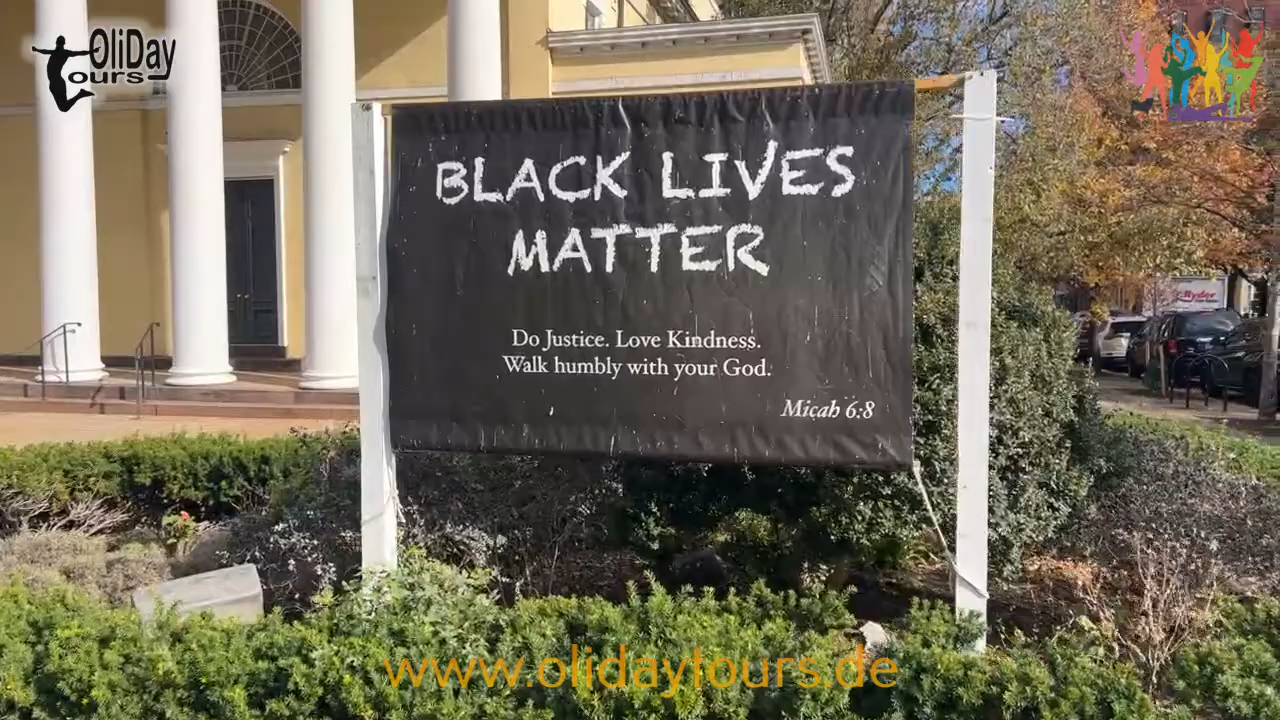 OliDay
Tours
BLACK LIVES
MATTER
Do Justice. Love Kindness.
Walk humbly with your God.
Micah 6:8
Ryder
www.olidaytours.de